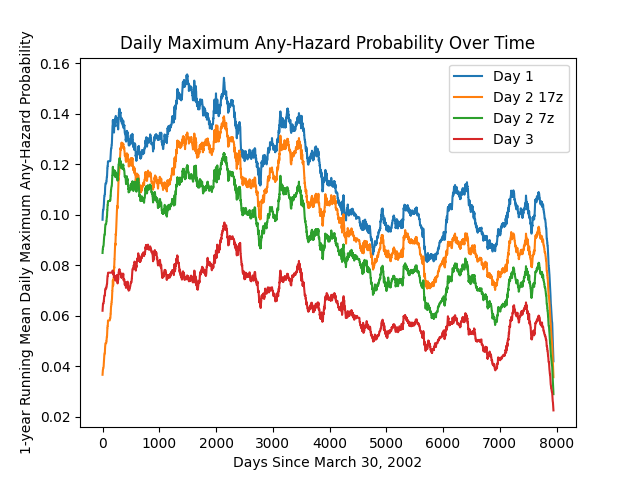 Daily Maximum Any-Hazard Probability Over Time
1-year Running Mean Daily Maximum Any-Hazard Probability
0.16
0.14
0.12
0.10
0.08
0.06
0.04
0.02
Day 1
Day 2 17z
Day 2 7z
Day 3
0 1000 2000 3000 4000 5000 6000 7000 8000
Days Since March 30, 2002